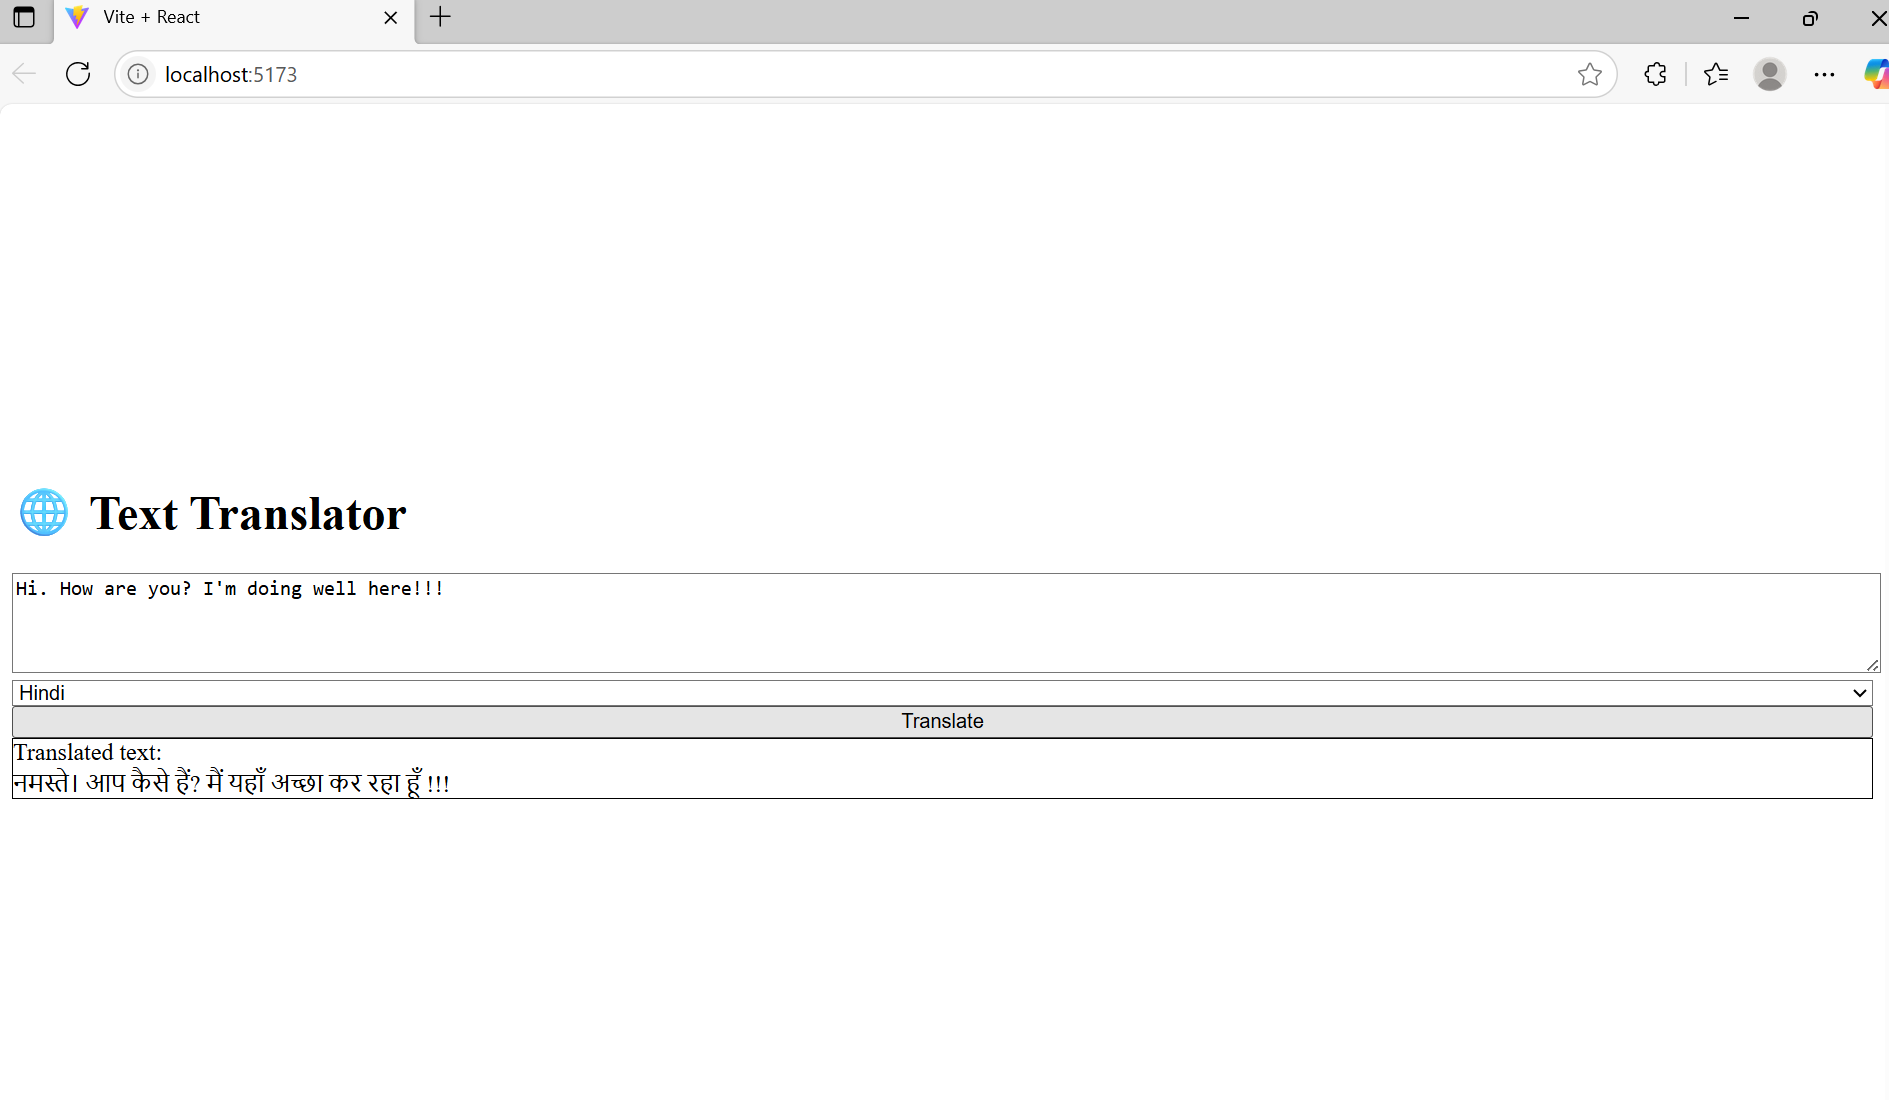 Vite + React
localhost:5173
🌐 Text Translator
Hi. How are you? I'm doing well here!!!
Hindi
Translate
Translated text:
नमस्ते। आप कैसे हैं? मैं यहाँ अच्छा कर रहा हूँ !!!